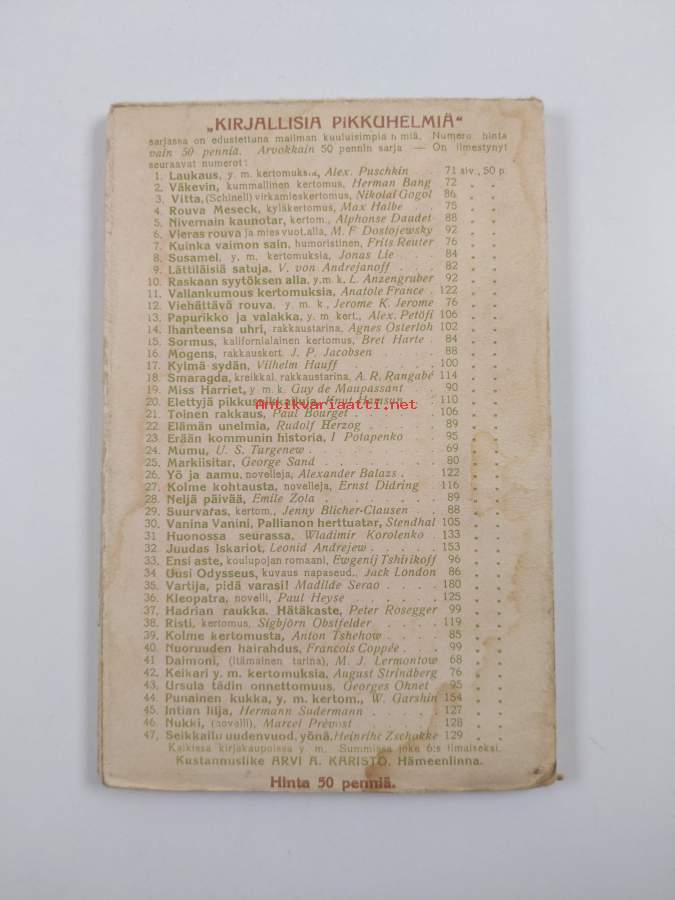 „KIRJALLISIA PIKKUHELMIÄ“
sarjassa on edustettuna mailman kuuluisimpia n miä. Numero hinta
vain 50 penniä. Arvokkain 50 pennin sarja — On ilmestynyt
seuraavat numerot:
1. Laukaus, y. m. kertomuksia, Alex. Puschkin . 71 siv., 50 p.
2. Väkevin, kummallinen kertomus, Herman Bang 72 . .
3. Vitta, (Schinell) virkamieskertomus, Nikolai Gogol 86 . .
4. Rouva Meseck, kyläkertomus, Max Halbe . . 75 . .
5. Nivernain kaunotar, kertom., Alphonse Daudet 88 . .
6. Vieras rouva ja mies vuot.alla, M. F. Dostojewsky 92 . .
7. Kuinka vaimon sain, humoristinen, Frits Reuter 76 . .
8. Susamel, y. m. kertomuksia, Jonas Lie . . . 84 . .
9. Lättiläisiä satuja. V. von Andrejanoff . . . 82 . .
10. Raskaan syytöksen alla, y.m. k. L. Anzengruber 92 . .
11. Vallankumous kertomuksia, Anatole France . 122 . .
12. Viehättävä rouva. y. m. k., Jerome K. Jerome 76 . .
13. Papurikko ja valakka, y. m. kert., Alex. Petöfi 106 . .
14. Ihanteensa uhri, rakkaustarina, Agnes Osterloh 102 . .
15. Sormus, kalifornialainen kertomus, Bret Harte . 84 . .
16. Mogens, rakkauskert. J. P. Jacobsen . . . 88 . .
17. Kylmä sydän, Vilhelm Hauff . . . . . 100 . .
18. Smaragda, kreikkal. rakkaustarina, A. R. Rangabé 114 . .
19. Miss Harriet, y. m. k. Guy de Maupassant . . 90 . .
20. Elettyjä pikkuseikkailuja, Knut Hamsun . . 110 . .
Antikvariaatti.net
21. Toinen rakkaus, Paul Bourget . . . . . 106 . .
22. Elämän unelmia, Rudolf Herzog . . . . 89 . .
23. Erään kommunin historia, I Potapenko . . 95 . .
24. Mumu, U. S. Turgenew . . . . . . . 69 . .
25. Markiisitar, George Sand . . . . . . 80 . .
26. Yö ja aamu, novelleja, Alexander Balazs . . 122 . .
27. Kolme kohtausta, novelleja, Ernst Didring . 116 . .
28. Neljä päivää, Emile Zola . . . . . . 89 . .
29. Suurvaras, kertom., Jenny Blicher-Clausen . . 88 . .
30. Vanina Vanini, Pallianon herttuatar, Stendhal 105 . .
31. Huonossa seurassa, Wladimir Korolenko . 133 . .
32. Juudas Iskariot, Leonid Andrejew . . . . 153 . .
33. Ensi aste, koulupojan romaani, Ewgenij Tshirikoff 96 . .
34. Uusi Odysseus, kuvaus napaseud., Jack London 86 . .
35. Vartija, pidä varasi! Madilde Serao . . . 180 . .
36. Kleopatra, novelli, Paul Heyse . . . . 125 . .
37. Hadrian raukka. Hätäkaste, Peter Rosegger 99 . .
38. Risti, kertomus, Sigbjörn Obstfelder . . . 119 . .
39. Kolme kertomusta, Anton Tshehow . . . 85 . .
40. Nuoruuden hairahdus, Francois Coppée . . . 99 . .
41. Daimoni, (itämainen tarina), M. J. Lermontow 68 . .
42. Keikari y. m. kertomuksia, August Strindberg 76 . .
43. Ursula tädin onnettomuus, Georges Ohnet . 95 . .
44. Punainen kukka, y. m. kertom., W. Garshin 154 . .
45. Intian lilja, Hermann Sudermann . . . . 127 . .
46. Nukki, (novelli), Marcel Prévost . . . . 128 . .
47. Seikkailu uudenvuod. yönä, Heinriht Zschokke 129 . .
Kaikissa kirjakaupoissa y. m. Summissa joka 6:s ilmaiseksi.
Kustannusliike ARVI A. KARISTO, Hämeenlinna.
Hinta 50 penniä.